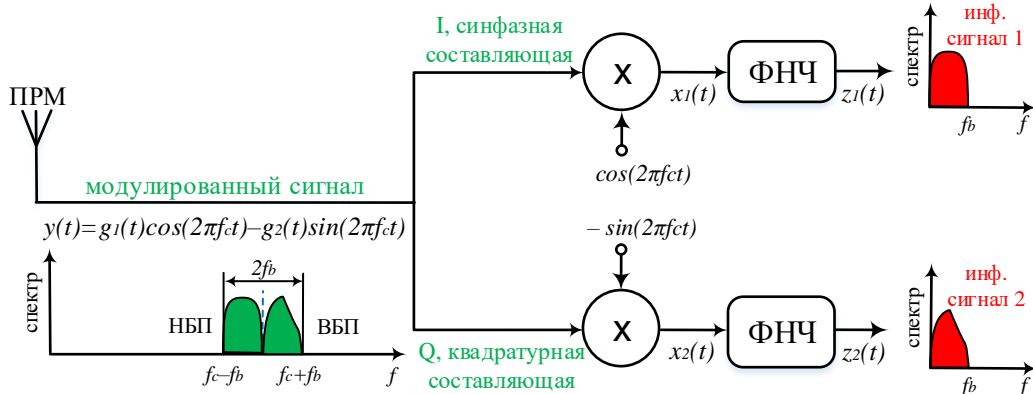 I, синфазная
составляющая
x
ФНЧ
x1(t)
z1(t)
cos(2πfct)
спектр
инф.
сигнал 1
fb
f
ПРМ
модулированный сигнал
y(t)=g1(t)cos(2πfct)–g2(t)sin(2πfct)
спектр
2fb
НБП
ВБП
fc–fb
fc+fb
f
– sin(2πfct)
x
ФНЧ
x2(t)
z2(t)
Q, квадратурная
составляющая
спектр
инф.
сигнал 2
fb
f